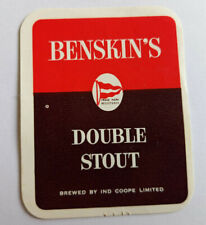 BENSKIN'S
DOUBLE
STOUT
BREWED BY IND COOPE LIMITED